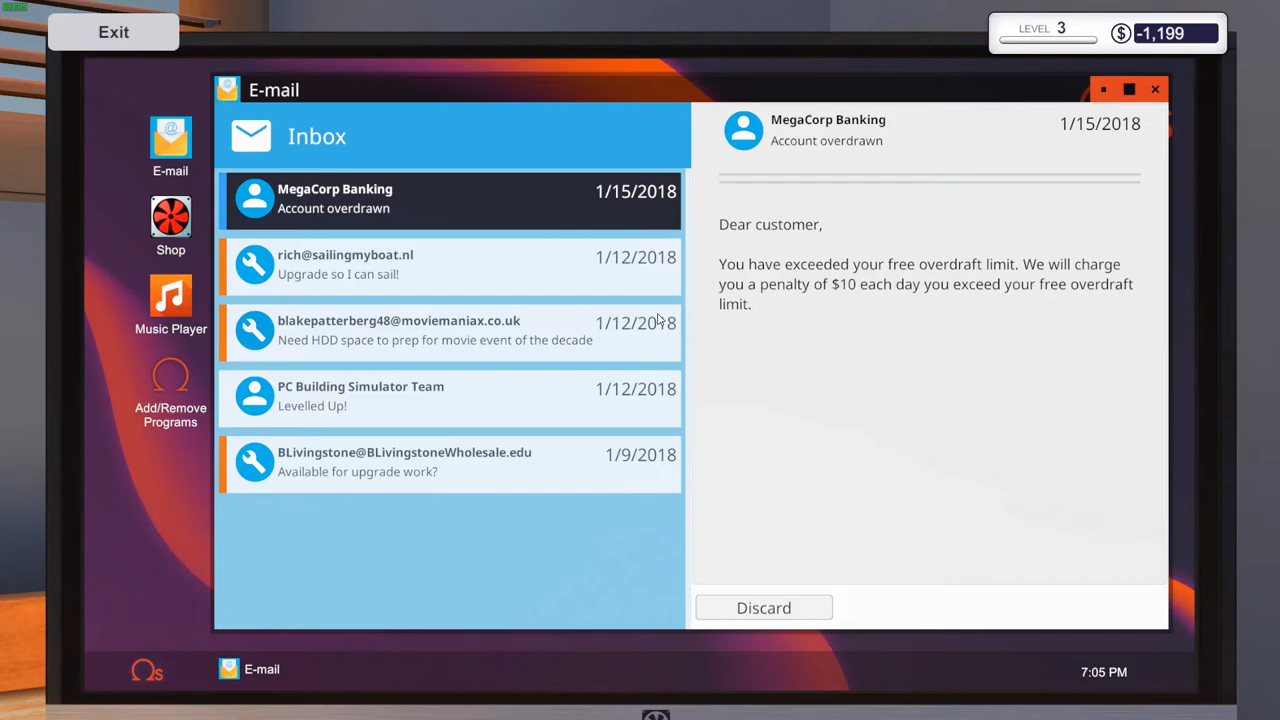 Exit
LEVEL 3
$ -1,199
E-mail
Shop
Music Player
Add/Remove
Programs
E-mail
Inbox
MegaCorp Banking
1/15/2018
Account overdrawn
rich@sailingmyboat.nl
1/12/2018
Upgrade so I can sail!
blakepatterberg48@moviemaniax.co.uk
1/12/2018
Need HDD space to prep for movie event of the decade
PC Building Simulator Team
1/12/2018
Levelled Up!
BLivingstone@BLivingstoneWholesale.edu
1/9/2018
Available for upgrade work?
MegaCorp Banking
1/15/2018
Account overdrawn
Dear customer,
You have exceeded your free overdraft limit. We will charge
you a penalty of $10 each day you exceed your free overdraft
limit.
Discard
Ωs
E-mail
7:05 PM